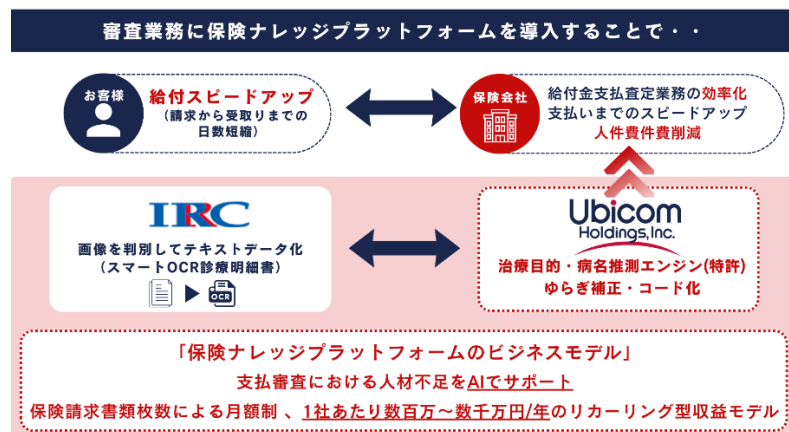 審査業務に保険ナレッジプラットフォームを導入することで・・
お客様
給付スピードアップ
(請求から受取りまでの
日数短縮)
保険会社
給付金支払査定業務の効率化
支払いまでのスピードアップ
人件費件費削減
IRC
画像を判別してテキストデータ化
(スマートOCR診療明細書)
OCR
Ubicom
Holdings,Inc.
治療目的・病名推測エンジン(特許)
ゆらぎ補正・コード化
「保険ナレッジプラットフォームのビジネスモデル」
支払審査における人材不足をAIでサポート
保険請求書類枚数による月額制 、1社あたり数百万～数千万円/年のリカーリング型収益モデル